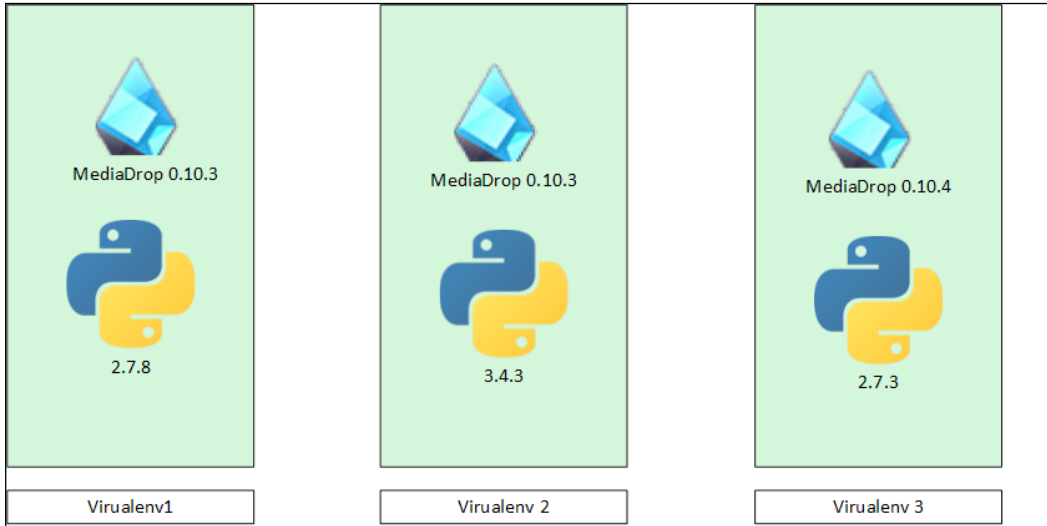 MediaDrop 0.10.3
MediaDrop 0.10.3
MediaDrop 0.10.4
2.7.8
3.4.3
2.7.3
Virualenv1
Virualenv 2
Virualenv 3